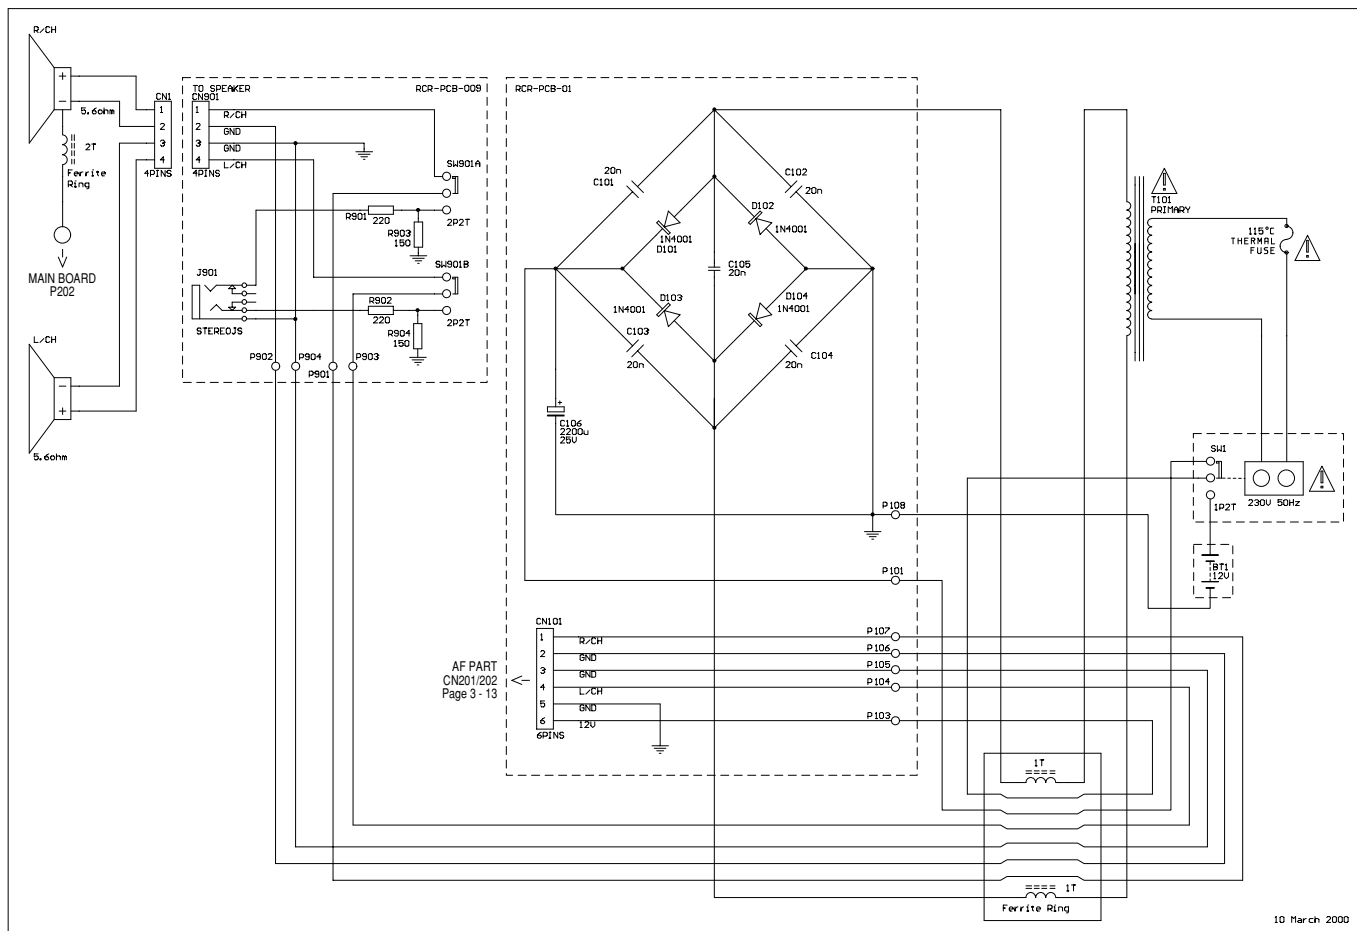 R/CH
5.6ohm
2T
Ferrite
Ring
MAIN BOARD
P202
L/CH
5.6ohm
CN1
1
2
3
4
4PINS
TO SPEAKER
CN901
RCR-PCB-009
1
2
3
4
4PINS
R/CH
GND
GND
L/CH
SW901A
2P2T
R901
220
R903
150
SW901B
2P2T
J901
STEREOJS
R902
220
R904
150
P902
P904
P901
P903
RCR-PCB-01
20n
C101
C102
20n
1N4001
D101
D102
1N4001
C105
20n
D103
1N4001
D104
1N4001
C103
20n
C104
20n
+
C106
2200u
25V
P108
P101
CN101
1
2
3
4
5
6
6PINS
R/CH
GND
GND
L/CH
GND
12V
P107
P106
P105
P104
P103
AF PART
CN201/202
Page 3 - 13
T101
PRIMARY
115°C
THERMAL
FUSE
SW1
1P2T
230V 50Hz
BT1
12V
1T
1T
Ferrite Ring
10 March 2000